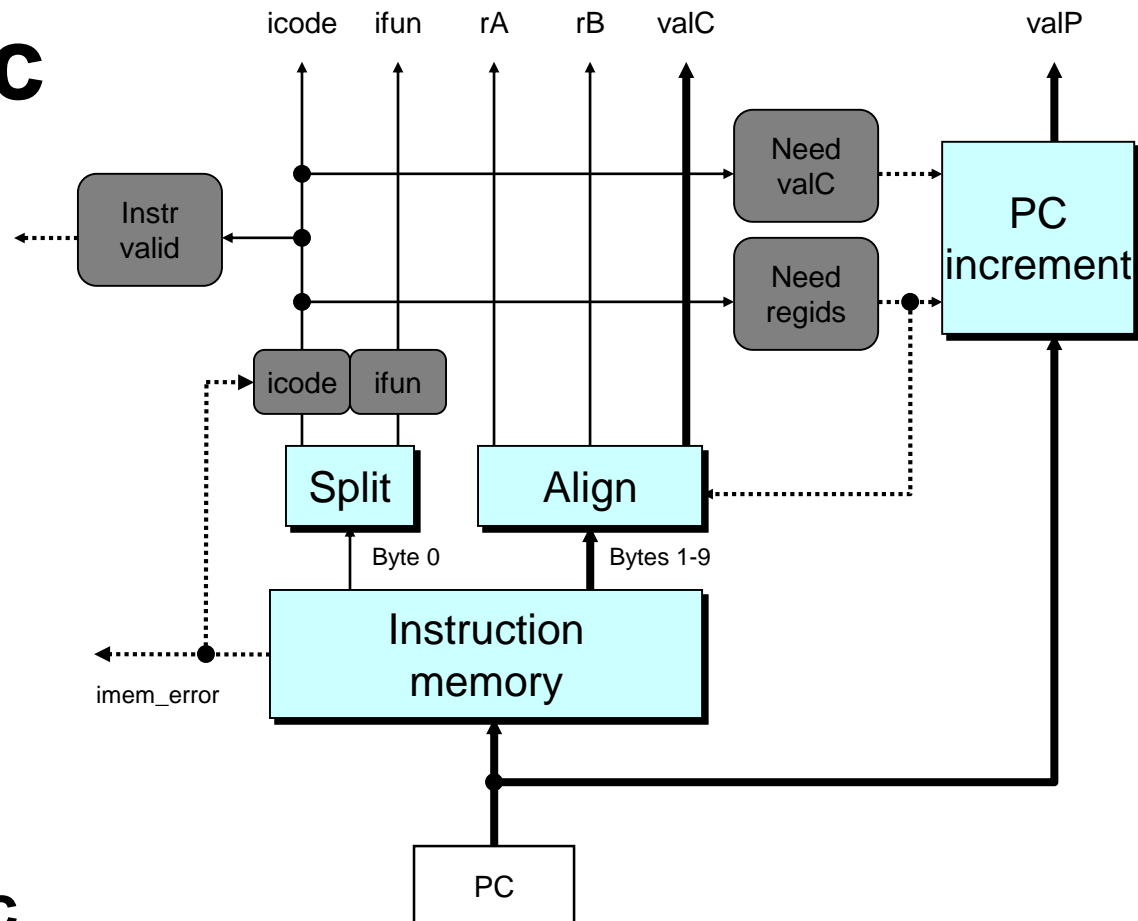 icode ifun rA rB valC valP
c
Need
valC
Instr
valid
PC
increment
Need
regids
icode ifun
Split
Align
Byte 0
Bytes 1-9
Instruction
memory
imem_error
PC
c